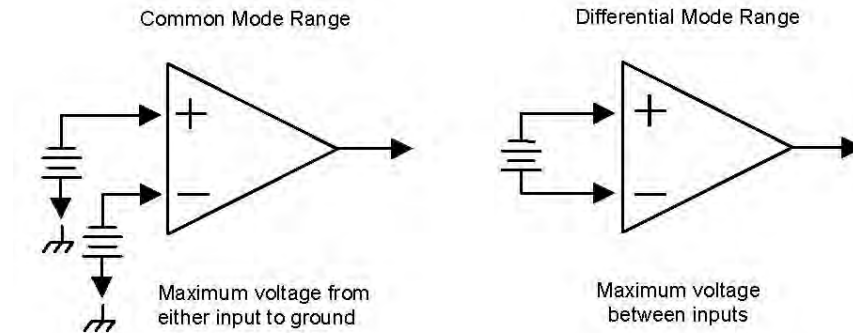 Common Mode Range
Differential Mode Range
+
−
+
−
Maximum voltage from
either input to ground
Maximum voltage
between inputs